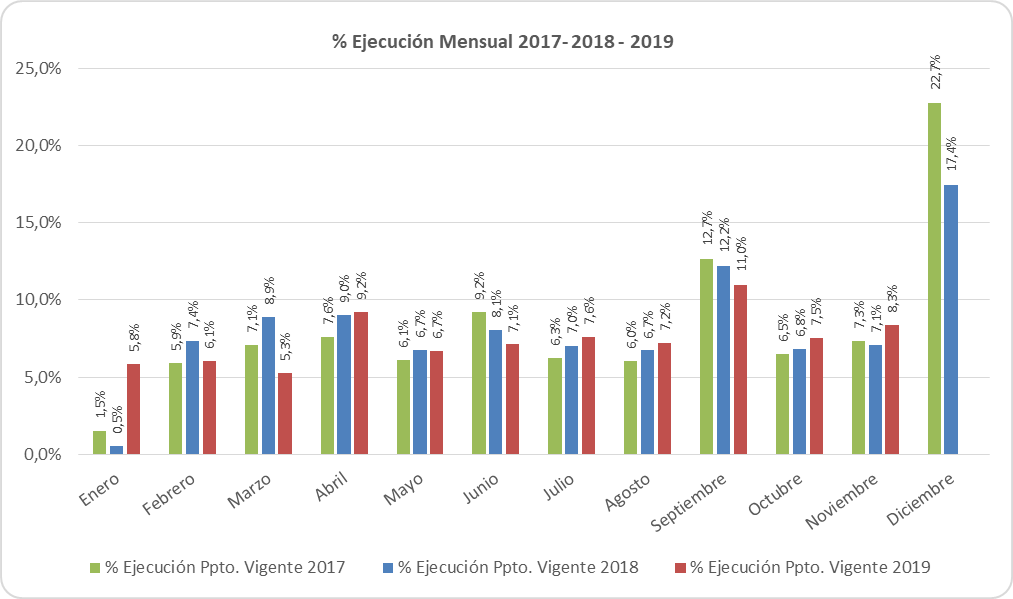 % Ejecución Mensual 2017- 2018 - 2019
25,0%
20,0%
15,0%
10,0%
5,0%
0,0%
1,5%
0,5%
5,8%
5,9%
7,4%
6,1%
7,1%
8,9%
5,3%
7,6%
9,0%
9,2%
6,1%
6,7%
6,7%
9,2%
8,1%
7,1%
6,3%
7,0%
7,6%
6,0%
6,7%
7,2%
12,7%
12,2%
11,0%
6,5%
6,8%
7,5%
7,3%
7,1%
8,3%
22,7%
17,4%
Enero
Febrero
Marzo
Abril
Mayo
Junio
Julio
Agosto
Septiembre
Octubre
Noviembre
Diciembre
% Ejecución Ppto. Vigente 2017
% Ejecución Ppto. Vigente 2018
% Ejecución Ppto. Vigente 2019